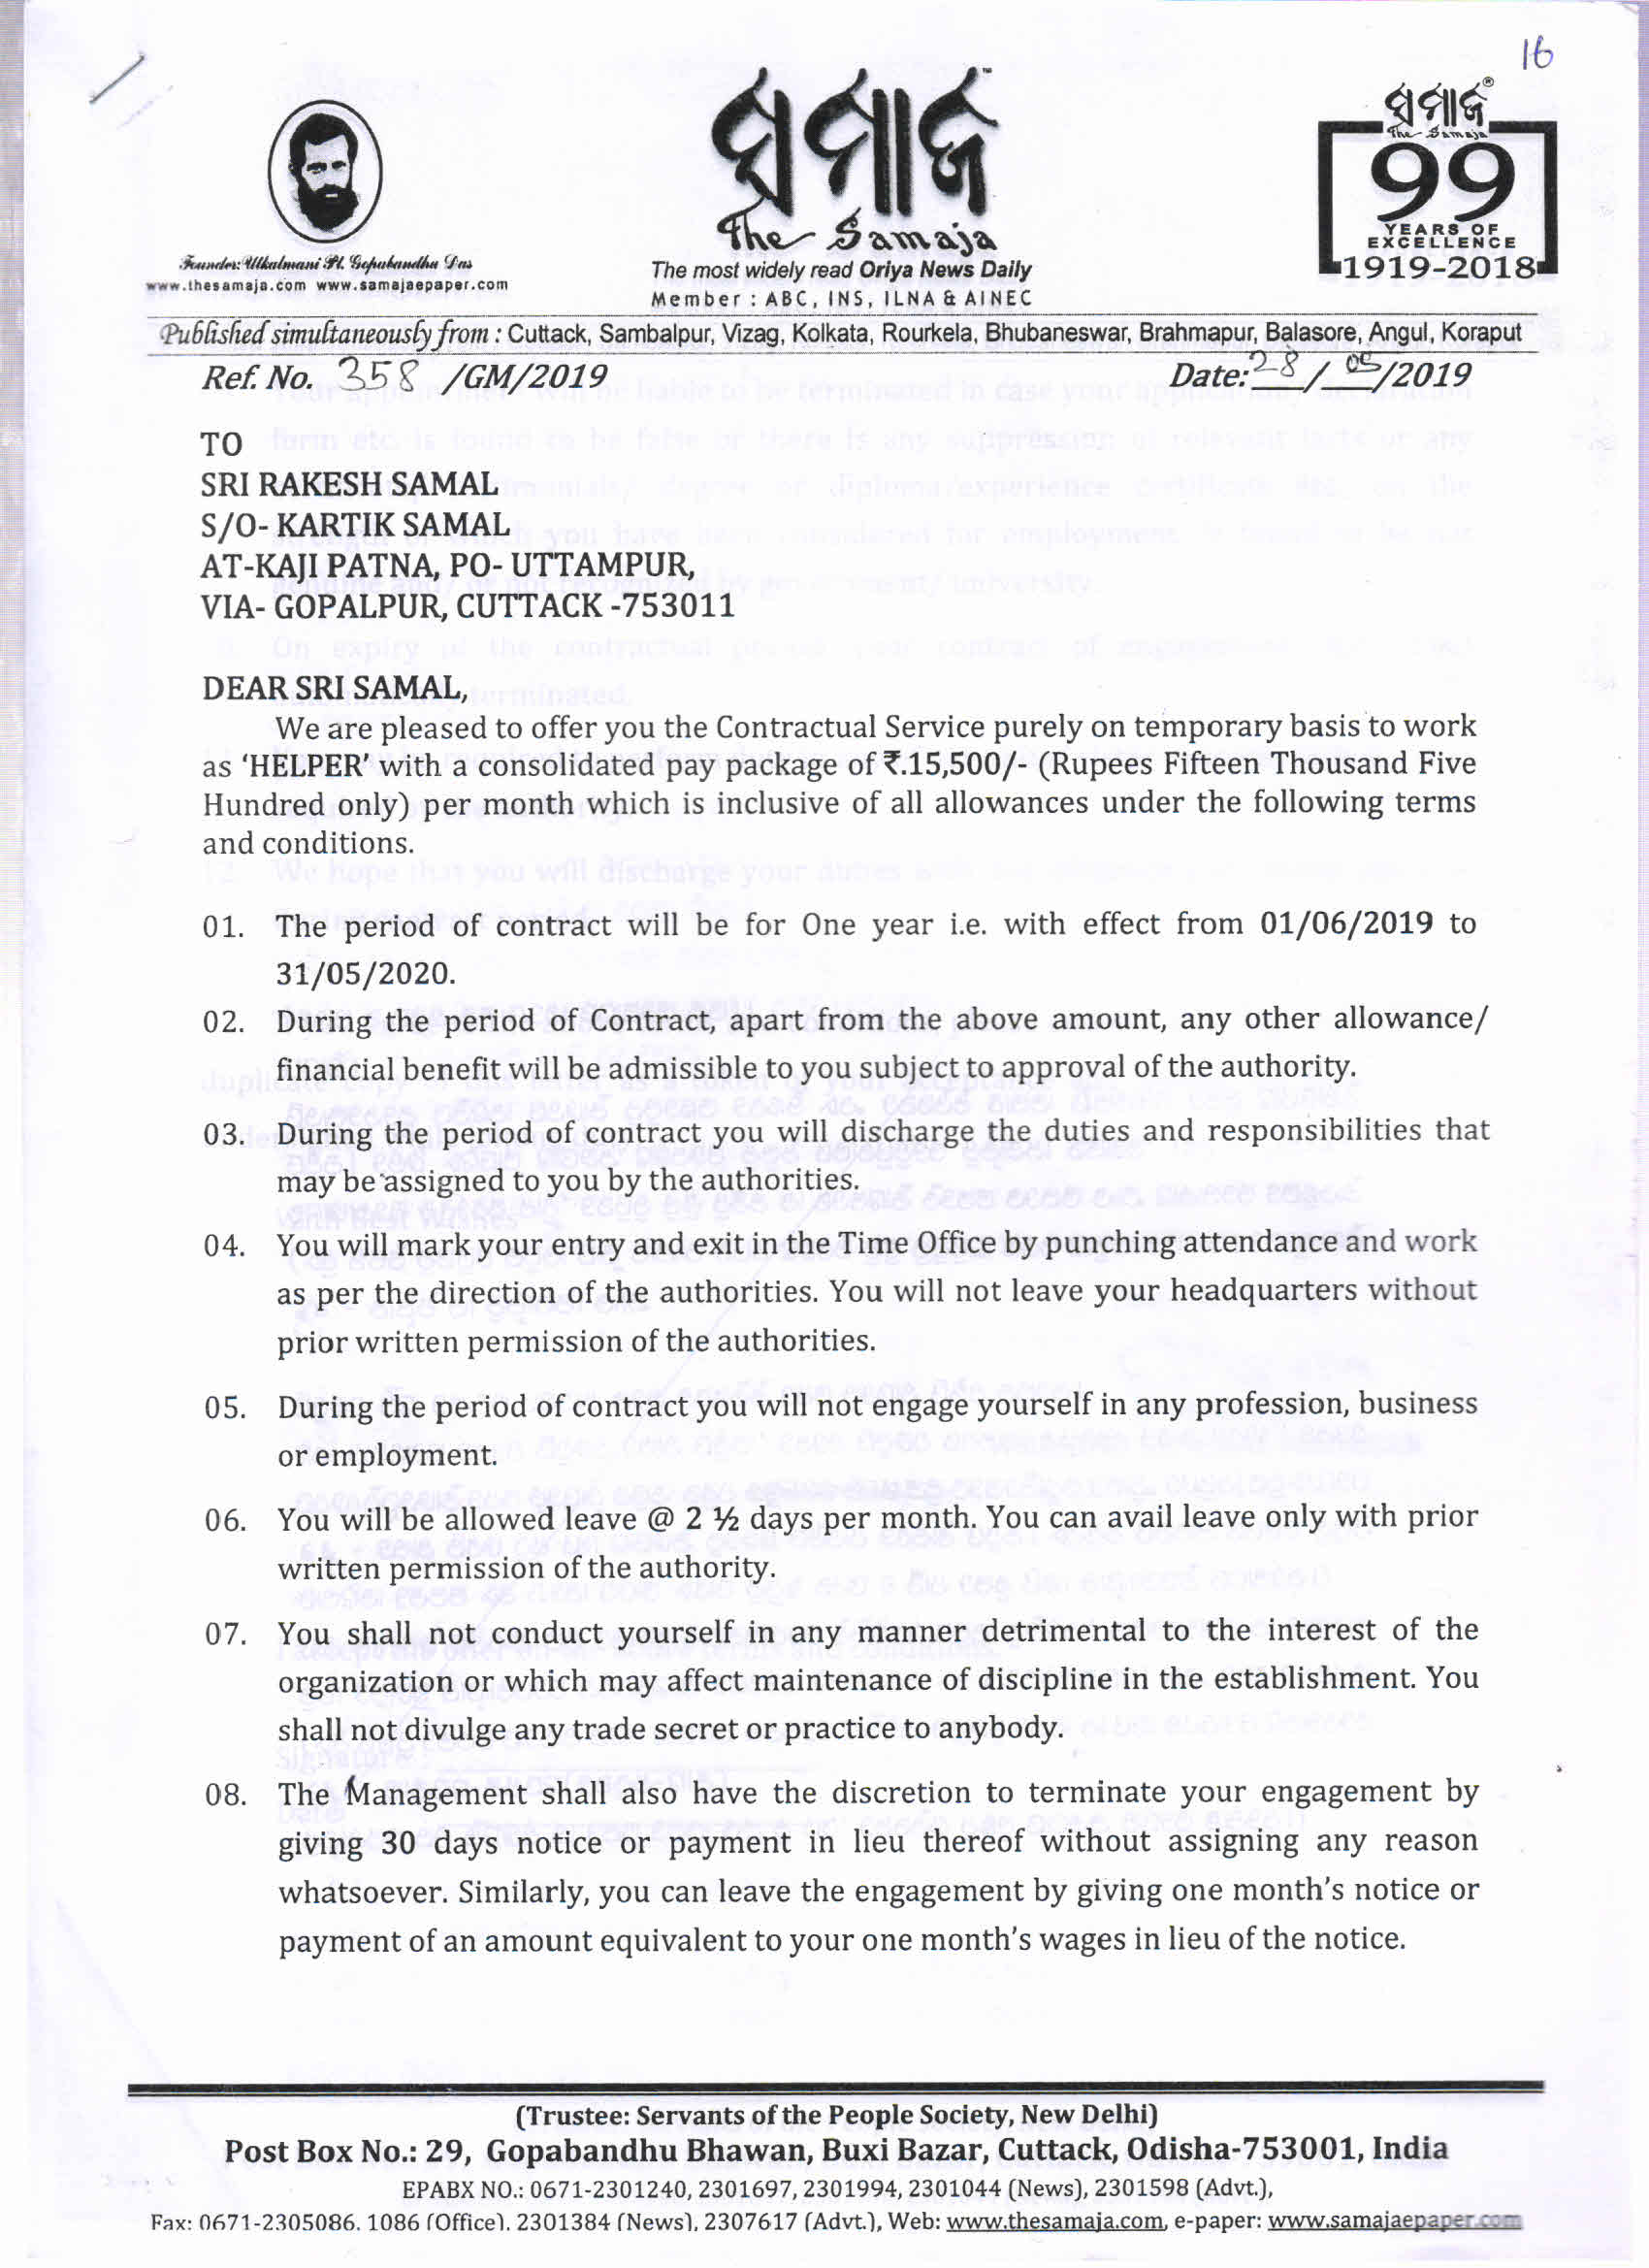 16
ସମାଜ
The Samaja
99
YEARS OF
EXCELLENCE
1919-2018
ସମାଜ
The Samaja
The most widely read Oriya News Daily
Member : ABC, INS, ILNA & AINEC
Founder: Utkalmani Pt. Gopabandhu Das
www.thesamaja.com www.samajaepaper.com
Published simultaneously from : Cuttack, Sambalpur, Vizag, Kolkata, Rourkela, Bhubaneswar, Brahmapur, Balasore, Angul, Koraput
Ref. No. 358 /GM/2019 Date: 28/05/2019
TO
SRI RAKESH SAMAL
S/O- KARTIK SAMAL
AT-KAJI PATNA, PO- UTTAMPUR,
VIA- GOPALPUR, CUTTACK -753011
DEAR SRI SAMAL,
We are pleased to offer you the Contractual Service purely on temporary basis to work
as 'HELPER' with a consolidated pay package of ₹.15,500/- (Rupees Fifteen Thousand Five
Hundred only) per month which is inclusive of all allowances under the following terms
and conditions.
01. The period of contract will be for One year i.e. with effect from 01/06/2019 to
31/05/2020.
02. During the period of Contract, apart from the above amount, any other allowance/
financial benefit will be admissible to you subject to approval of the authority.
03. During the period of contract you will discharge the duties and responsibilities that
may be assigned to you by the authorities.
04. You will mark your entry and exit in the Time Office by punching attendance and work
as per the direction of the authorities. You will not leave your headquarters without
prior written permission of the authorities.
05. During the period of contract you will not engage yourself in any profession, business
or employment.
06. You will be allowed leave @ 2 ½ days per month. You can avail leave only with prior
written permission of the authority.
07. You shall not conduct yourself in any manner detrimental to the interest of the
organization or which may affect maintenance of discipline in the establishment. You
shall not divulge any trade secret or practice to anybody.
08. The Management shall also have the discretion to terminate your engagement by
giving 30 days notice or payment in lieu thereof without assigning any reason
whatsoever. Similarly, you can leave the engagement by giving one month's notice or
payment of an amount equivalent to your one month's wages in lieu of the notice.
(Trustee: Servants of the People Society, New Delhi)
Post Box No.: 29, Gopabandhu Bhawan, Buxi Bazar, Cuttack, Odisha-753001, India
EPABX NO.: 0671-2301240, 2301697, 2301994, 2301044 (News), 2301598 (Advt.),
Fax: 0671-2305086. 1086 (Office). 2301384 (News), 2307617 (Advt.), Web: www.thesamaja.com, e-paper: www.samajaepaper.com